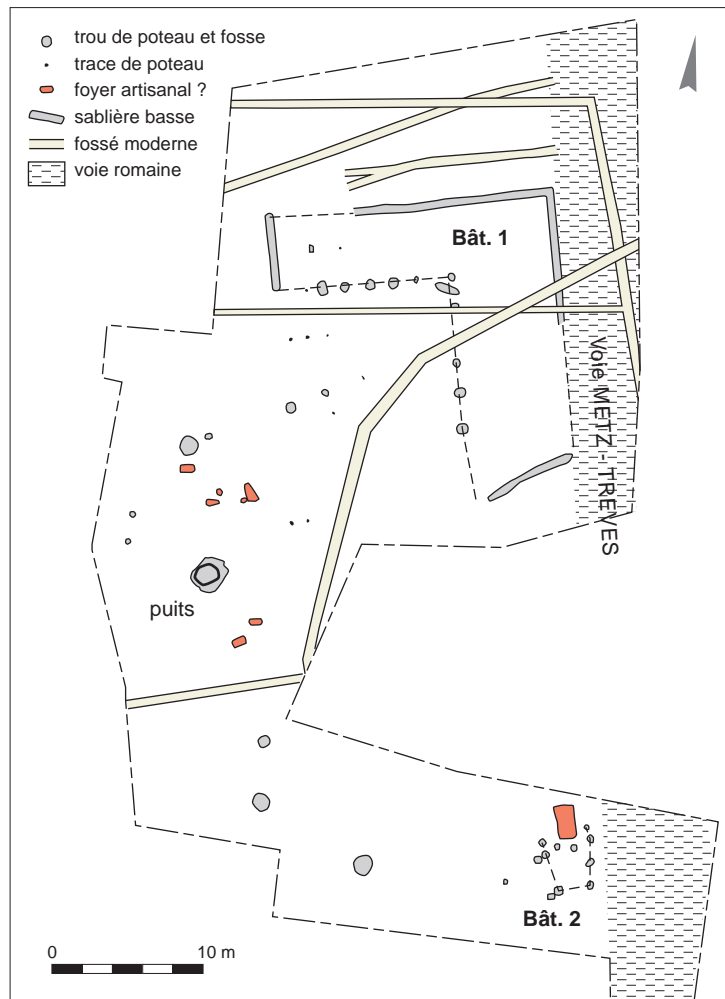 trou de poteau et fosse
trace de poteau
foyer artisanal ?
sablière basse
fossé moderne
voie romaine
Bât. 1
Voie METZ - TREVES
puits
Bât. 2
0 10 m